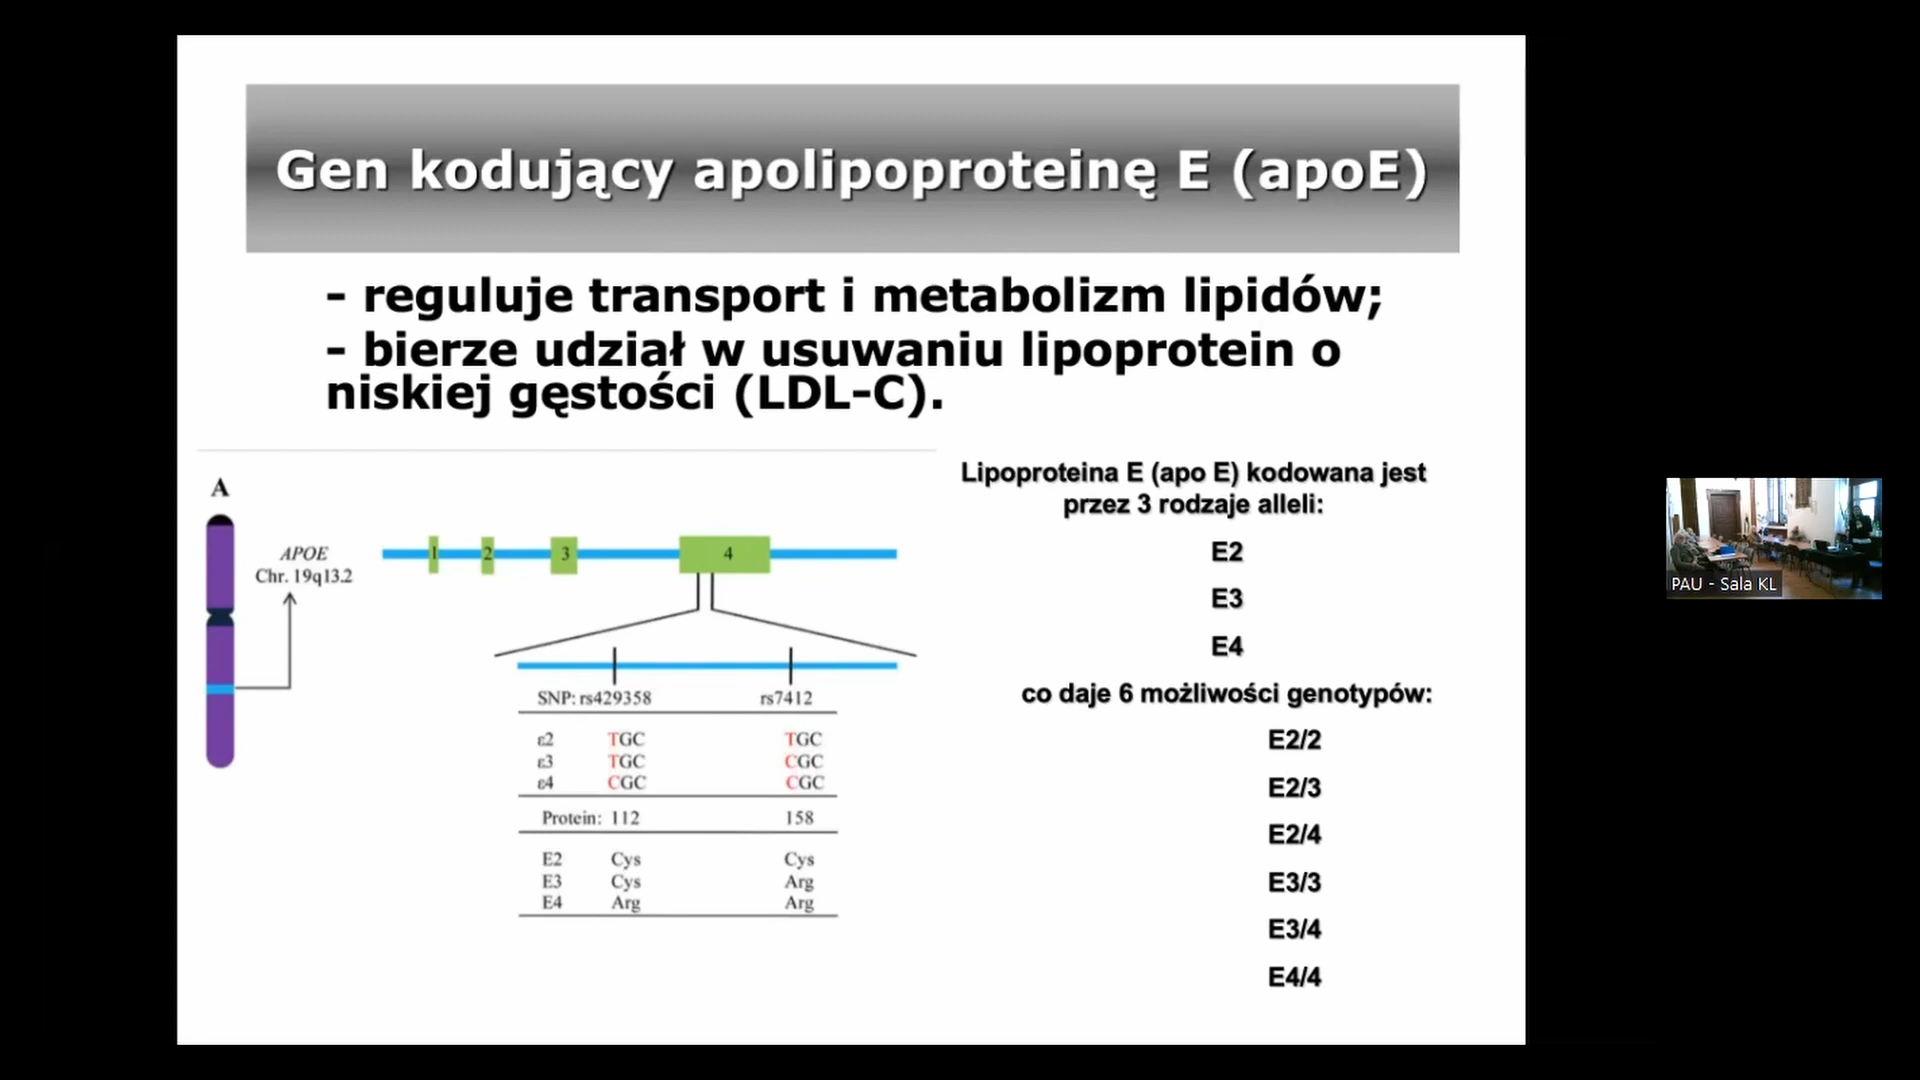 Gen kodujący apolipoproteinę E (apoE)
- reguluje transport i metabolizm lipidów;
- bierze udział w usuwaniu lipoprotein o
niskiej gęstości (LDL-C).
A
APOE
Chr. 19q13.2
1 2 3 4
SNP: rs429358 rs7412
ε2 TGC TGC
ε3 TGC CGC
ε4 CGC CGC
Protein: 112 158
E2 Cys Cys
E3 Cys Arg
E4 Arg Arg
Lipoproteina E (apo E) kodowana jest
przez 3 rodzaje alleli:
E2
E3
E4
co daje 6 możliwości genotypów:
E2/2
E2/3
E2/4
E3/3
E3/4
E4/4
PAU - Sala KL